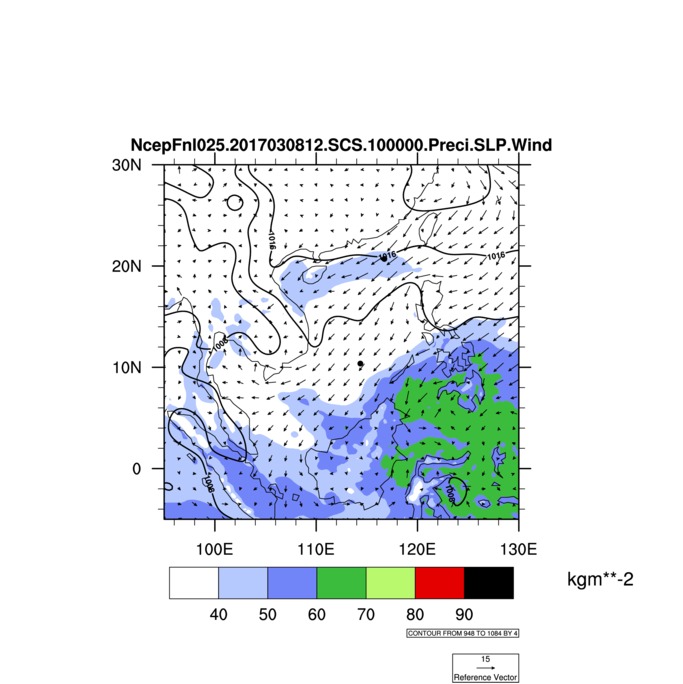 NcepFnl025.2017030812.SCS.100000.Preci.SLP.Wind
30N
1016
1016
1016
20N
1008
10N
0
1008
1008
100E 110E 120E 130E
kgm**-2
40 50 60 70 80 90
CONTOUR FROM 948 TO 1084 BY 4
15
Reference Vector